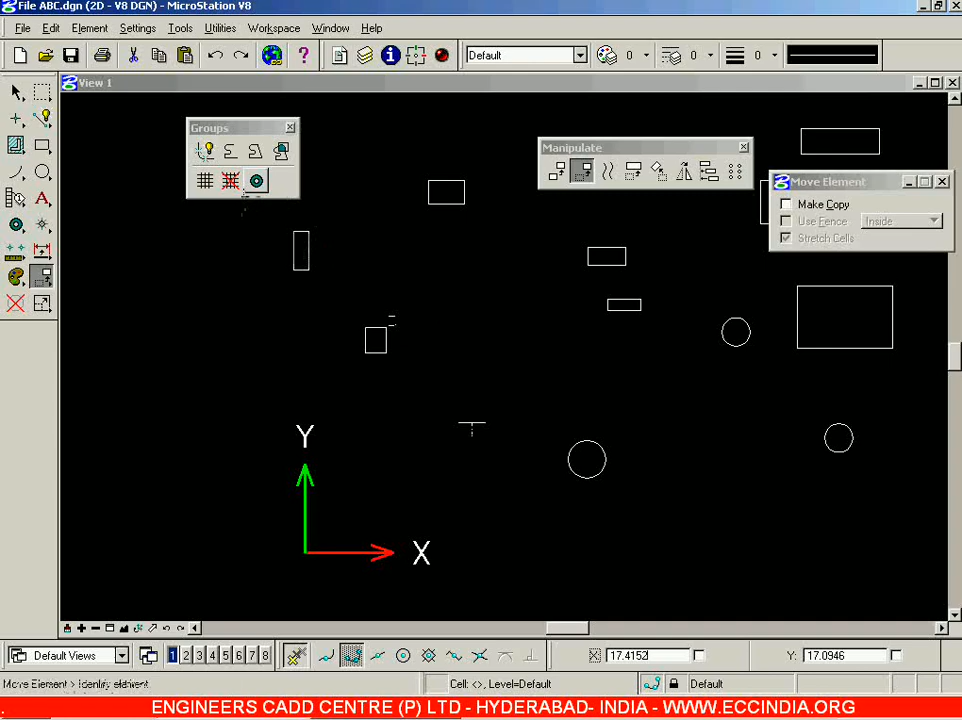 File ABC.dgn (2D - V8 DGN) - MicroStation V8
File Edit Element Settings Tools Utilities Workspace Window Help
Default 0 0 0
View 1
Groups
Manipulate
Move Element
Make Copy
Use Fence Inside
Stretch Cells
Y
X
Default Views 1 2 3 4 5 6 7 8 17.4152 Y: 17.0946
Move Element > Identify element Cell: <>, Level=Default Default
ENGINEERS CADD CENTRE (P) LTD - HYDERABAD- INDIA - WWW.ECCINDIA.ORG